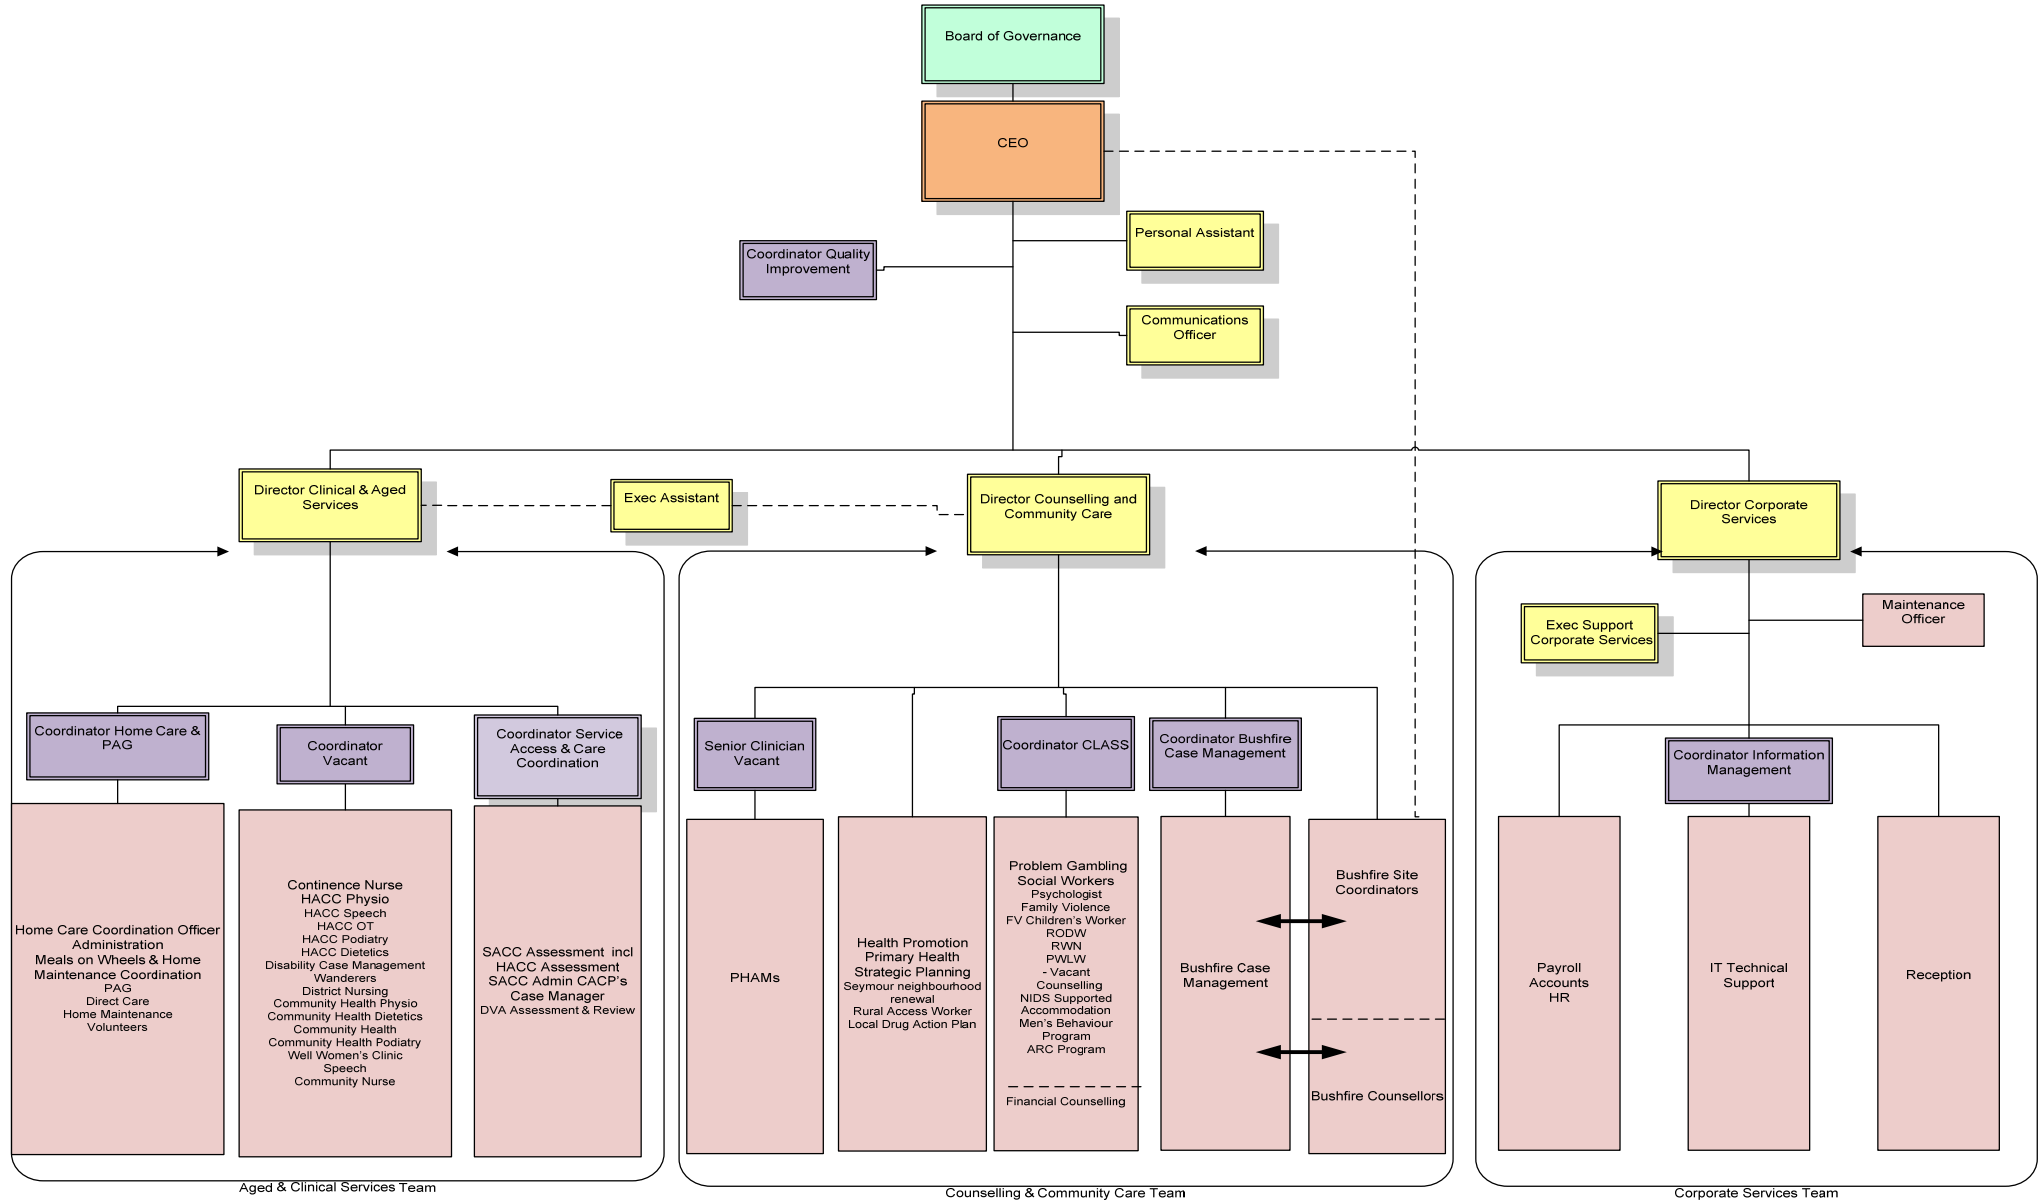 Board of Governance
CEO
Personal Assistant
Coordinator Quality
Improvement
Communications
Officer
Director Clinical & Aged
Services
Exec Assistant
Director Counselling and
Community Care
Director Corporate
Services
Exec Support
Corporate Services
Maintenance
Officer
Coordinator Home Care &
PAG
Coordinator
Vacant
Coordinator Service
Access & Care
Coordination
Senior Clinician
Vacant
Coordinator CLASS
Coordinator Bushfire
Case Management
Coordinator Information
Management
Home Care Coordination Officer
Administration
Meals on Wheels & Home
Maintenance Coordination
PAG
Direct Care
Home Maintenance
Volunteers
Continence Nurse
HACC Physio
HACC Speech
HACC OT
HACC Podiatry
HACC Dietetics
Disability Case Management
Wanderers
District Nursing
Community Health Physio
Community Health Dietetics
Community Health
Community Health Podiatry
Well Women's Clinic
Speech
Community Nurse
SACC Assessment incl
HACC Assessment
SACC Admin CACP's
Case Manager
DVA Assessment & Review
PHAMs
Health Promotion
Primary Health
Strategic Planning
Seymour neighbourhood
renewal
Rural Access Worker
Local Drug Action Plan
Problem Gambling
Social Workers
Psychologist
Family Violence
FV Children's Worker
RODW
RWN
PWLW
- Vacant
Counselling
NIDS Supported
Accommodation
Men's Behaviour
Program
ARC Program
Financial Counselling
Bushfire Case
Management
Bushfire Site
Coordinators
Bushfire Counsellors
Payroll
Accounts
HR
IT Technical
Support
Reception
Aged & Clinical Services Team
Counselling & Community Care Team
Corporate Services Team